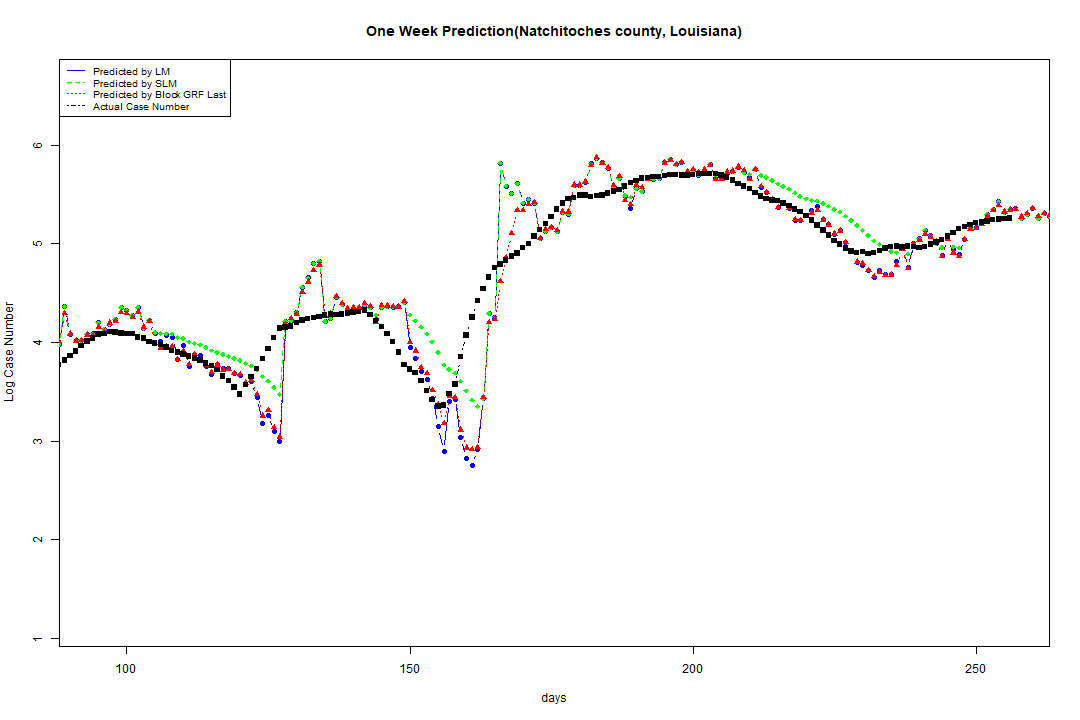 One Week Prediction(Natchitoches county, Louisiana)
Predicted by LM
Predicted by SLM
Predicted by Block GRF Last
Actual Case Number
6
5
4
3
2
1
Log Case Number
100
150
200
250
days